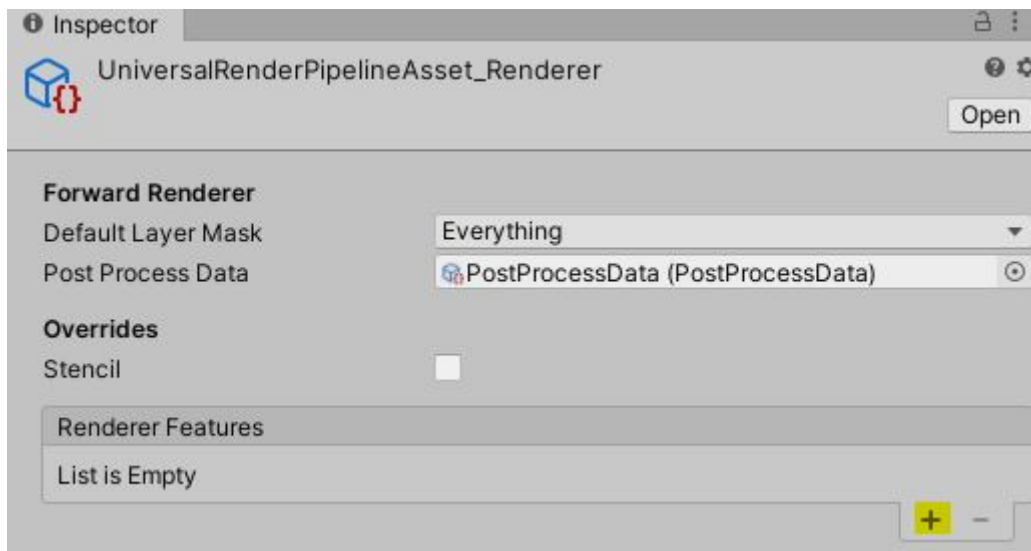 Inspector
UniversalRenderPipelineAsset_Renderer
Open
Forward Renderer
Default Layer Mask Everything
Post Process Data PostProcessData (PostProcessData)
Overrides
Stencil
Renderer Features
List is Empty
+ −